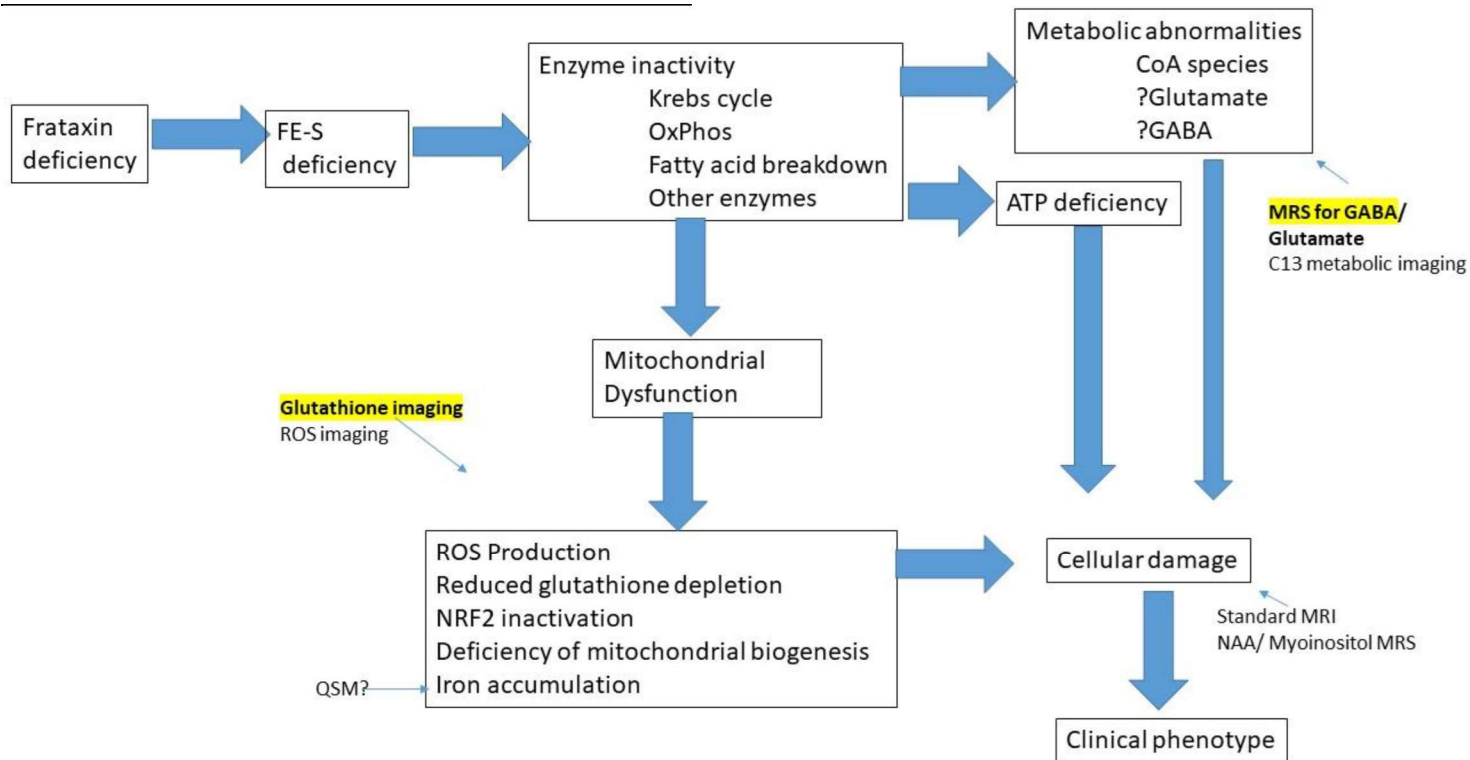 Frataxin
deficiency
FE-S
deficiency
Enzyme inactivity
Krebs cycle
OxPhos
Fatty acid breakdown
Other enzymes
Metabolic abnormalities
CoA species
?Glutamate
?GABA
ATP deficiency
MRS for GABA/
Glutamate
C13 metabolic imaging
Mitochondrial
Dysfunction
Glutathione imaging
ROS imaging
ROS Production
Reduced glutathione depletion
NRF2 inactivation
Deficiency of mitochondrial biogenesis
Iron accumulation
QSM?
Cellular damage
Standard MRI
NAA/ Myoinositol MRS
Clinical phenotype